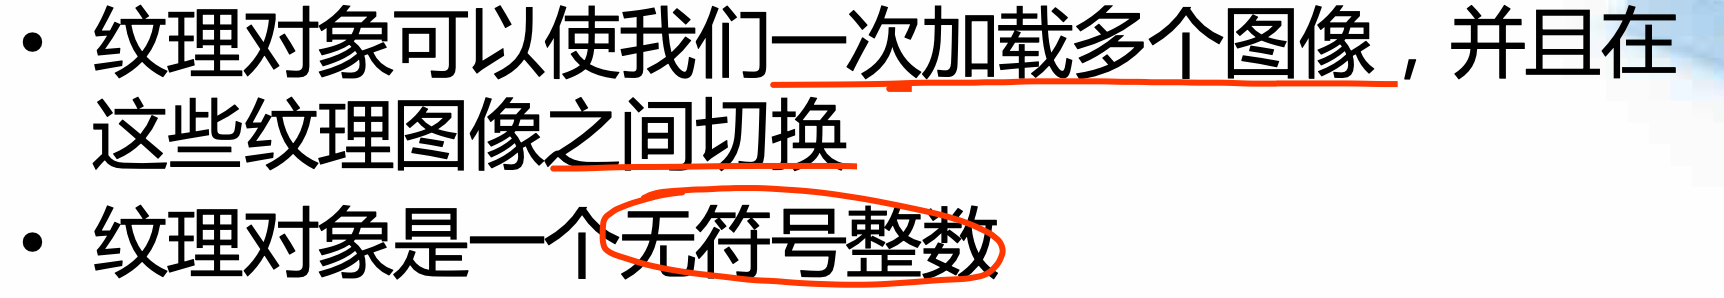 • 纹理对象可以使我们一次加载多个图像，并且在
这些纹理图像之间切换
• 纹理对象是一个无符号整数